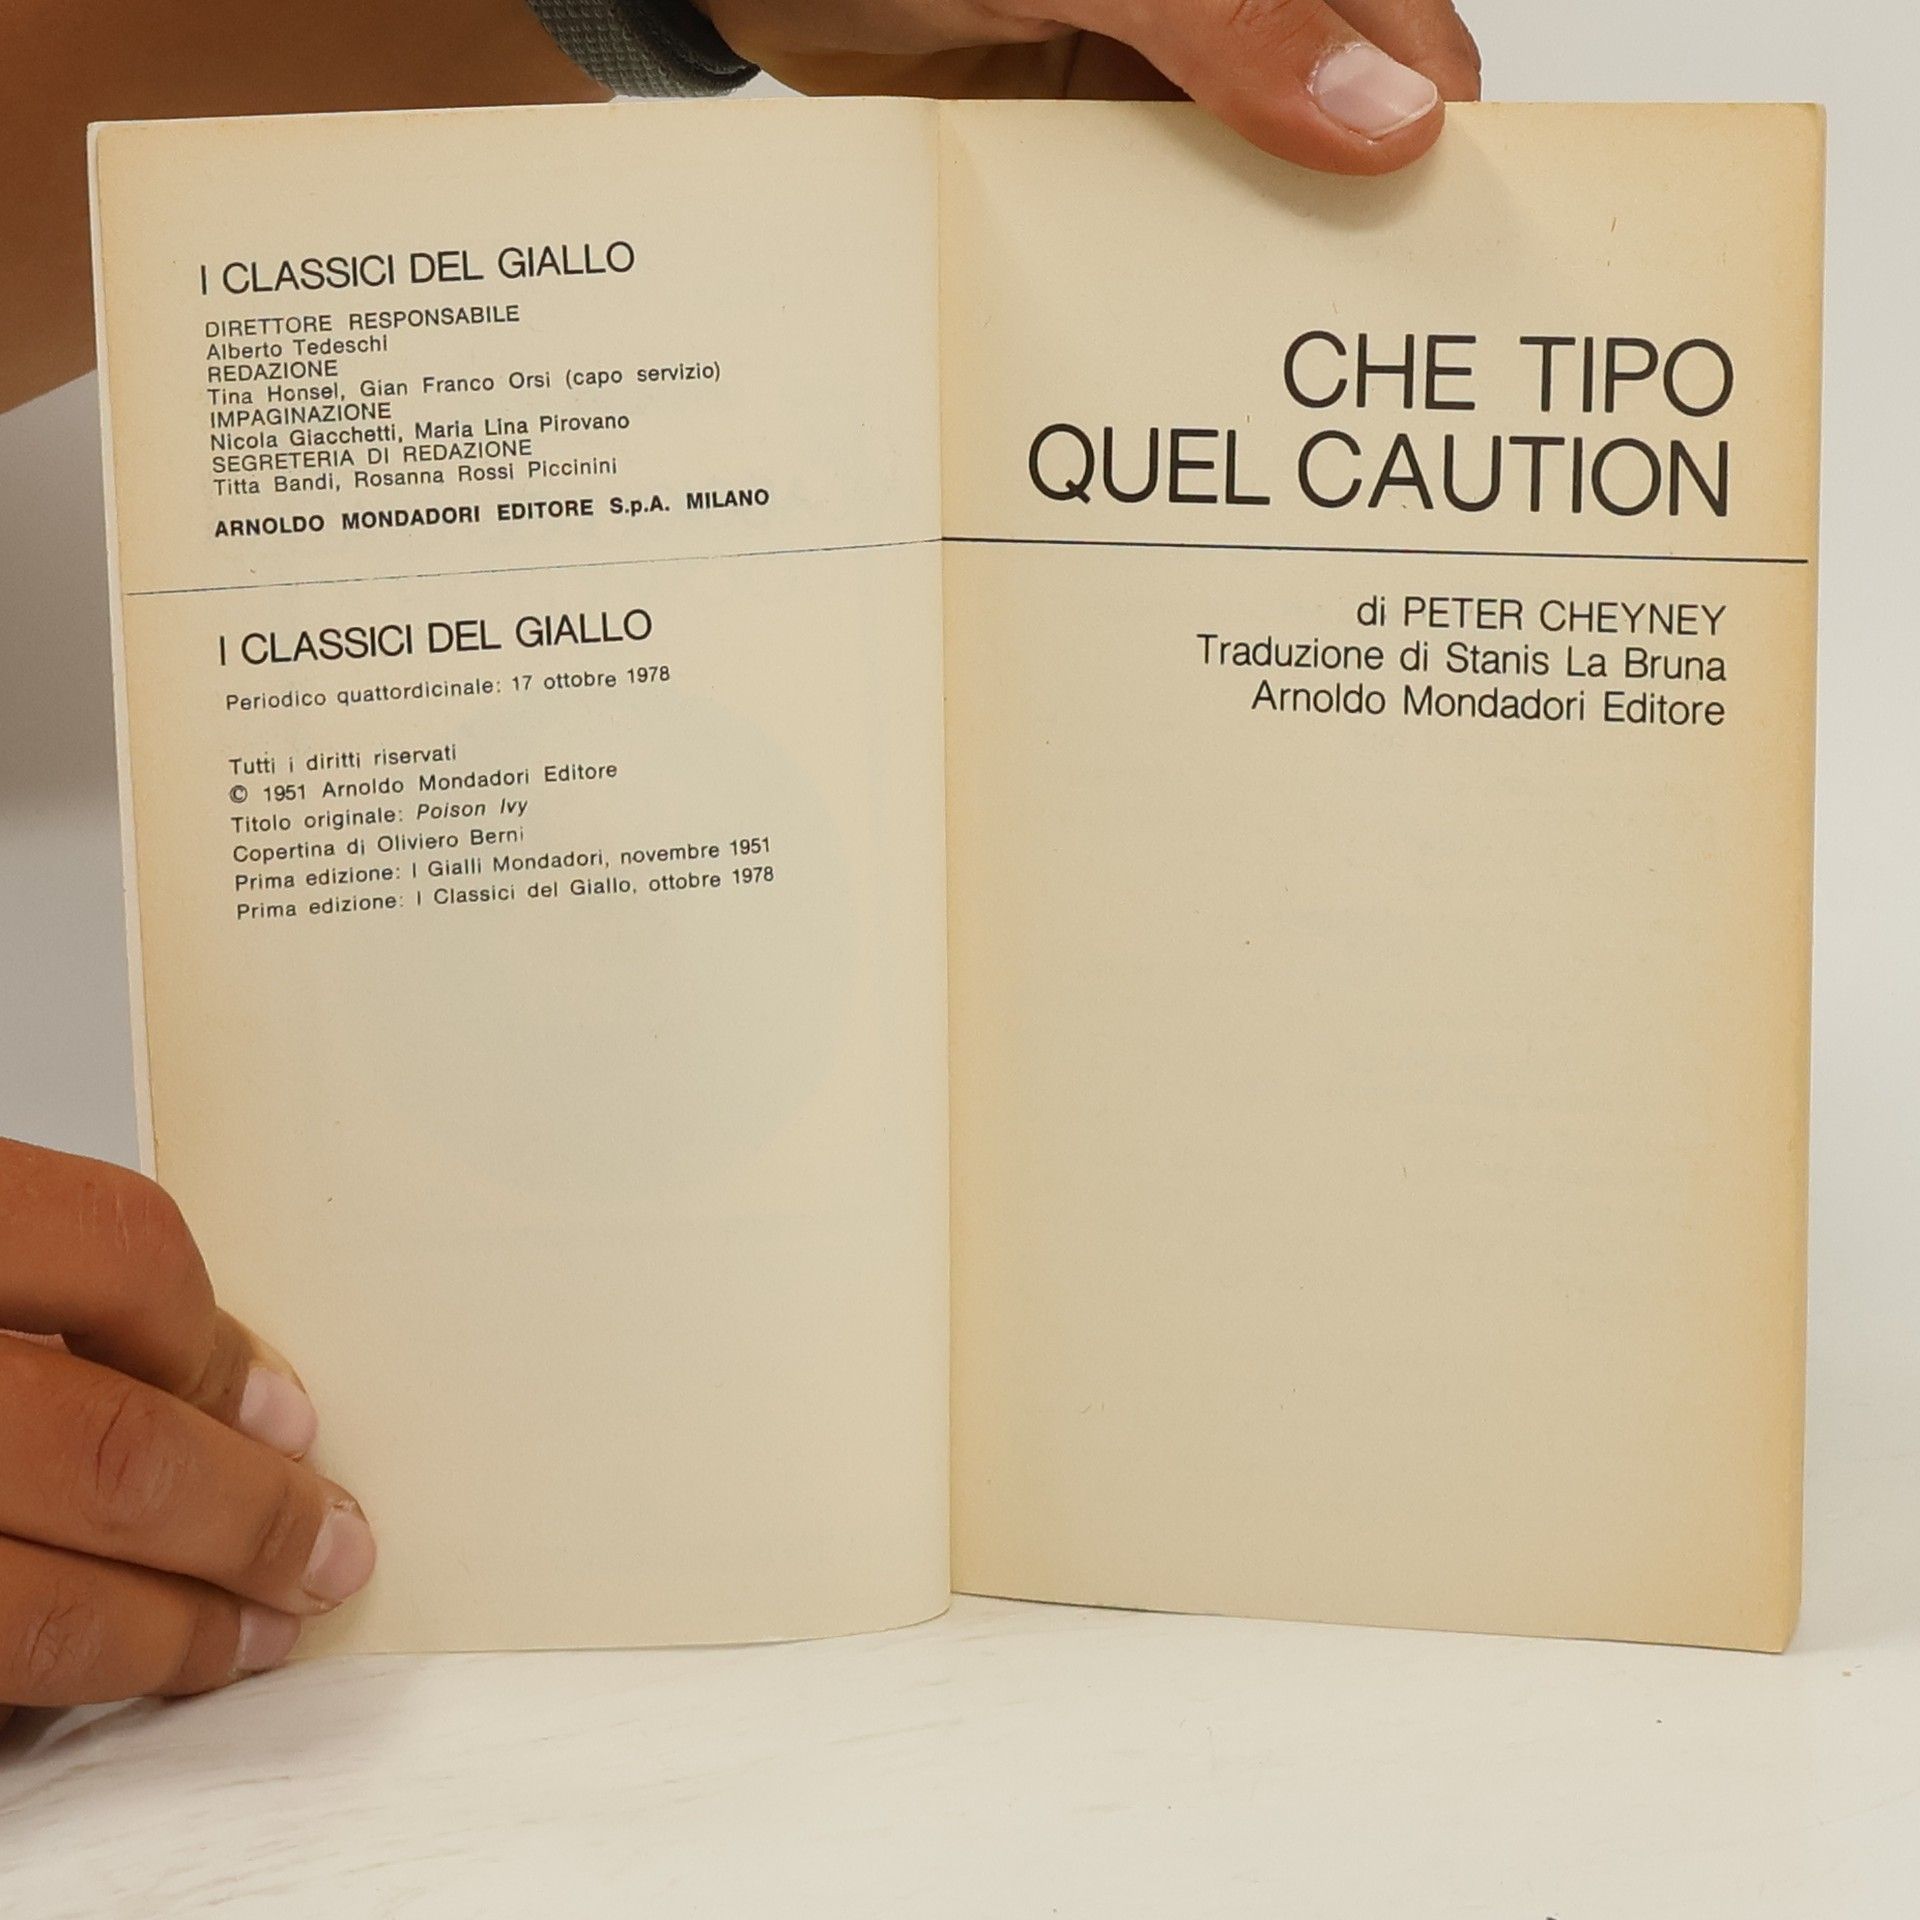 I CLASSICI DEL GIALLO
DIRETTORE RESPONSABILE
Alberto Tedeschi
REDAZIONE
Tina Honsel, Gian Franco Orsi (capo servizio)
IMPAGINAZIONE
Nicola Giacchetti, Maria Lina Pirovano
SEGRETERIA DI REDAZIONE
Titta Bandi, Rosanna Rossi Piccinini
ARNOLDO MONDADORI EDITORE S.p.A. MILANO
I CLASSICI DEL GIALLO
Periodico quattordicinale: 17 ottobre 1978
Tutti i diritti riservati
© 1951 Arnoldo Mondadori Editore
Titolo originale: Poison Ivy
Copertina di Oliviero Berni
Prima edizione: I Gialli Mondadori, novembre 1951
Prima edizione: I Classici del Giallo, ottobre 1978
CHE TIPO
QUEL CAUTION
di PETER CHEYNEY
Traduzione di Stanis La Bruna
Arnoldo Mondadori Editore